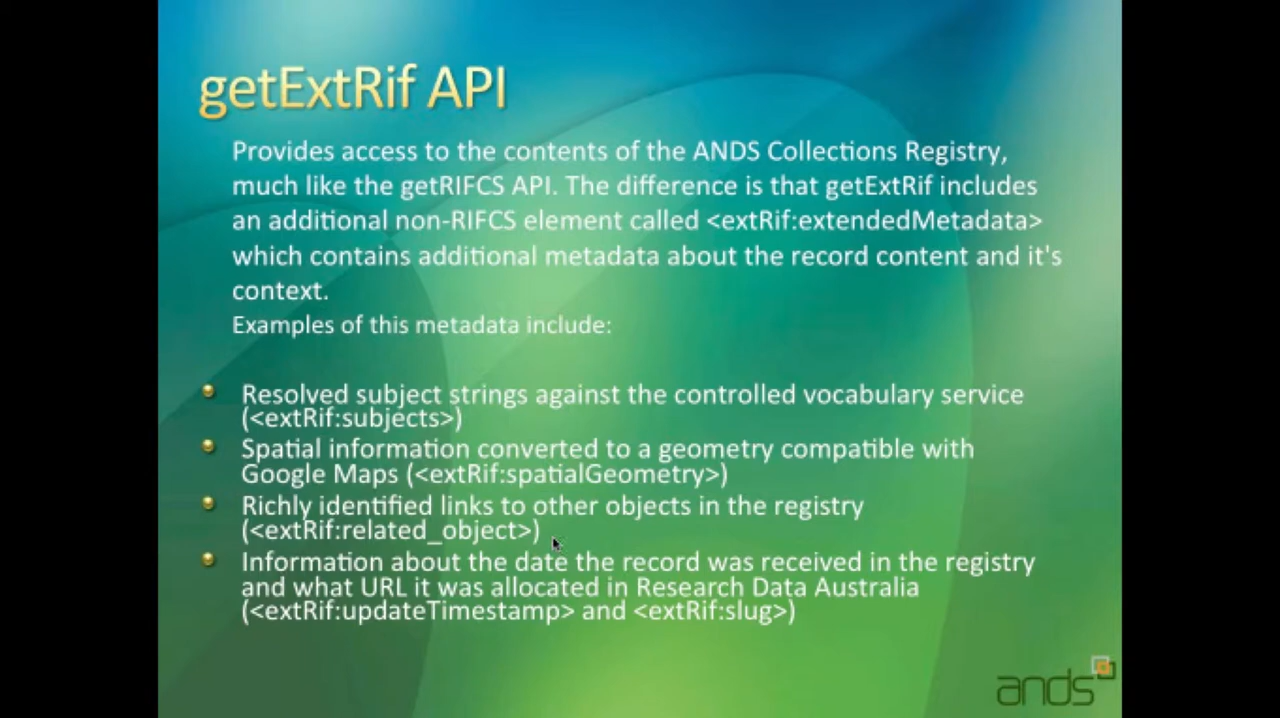 getExtRif API
Provides access to the contents of the ANDS Collections Registry,
much like the getRIFCS API. The difference is that getExtRif includes
an additional non-RIFCS element called <extRif:extendedMetadata>
which contains additional metadata about the record content and it's
context.
Examples of this metadata include:
Resolved subject strings against the controlled vocabulary service
(<extRif:subjects>)
Spatial information converted to a geometry compatible with
Google Maps (<extRif:spatialGeometry>)
Richly identified links to other objects in the registry
(<extRif:related_object>)
Information about the date the record was received in the registry
and what URL it was allocated in Research Data Australia
(<extRif:updateTimestamp> and <extRif:slug>)
ands